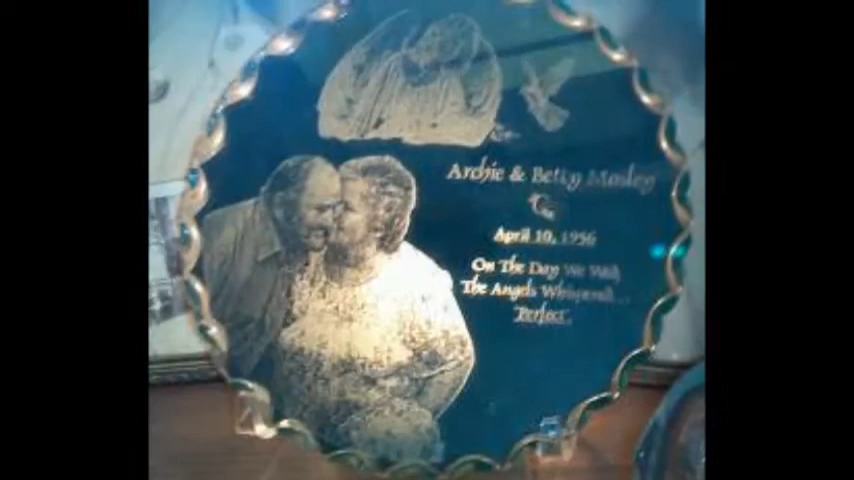 Archie & Betty Mosley
April 10, 1956
On The Day We Wed,
The Angels Whispered...
Perfect.